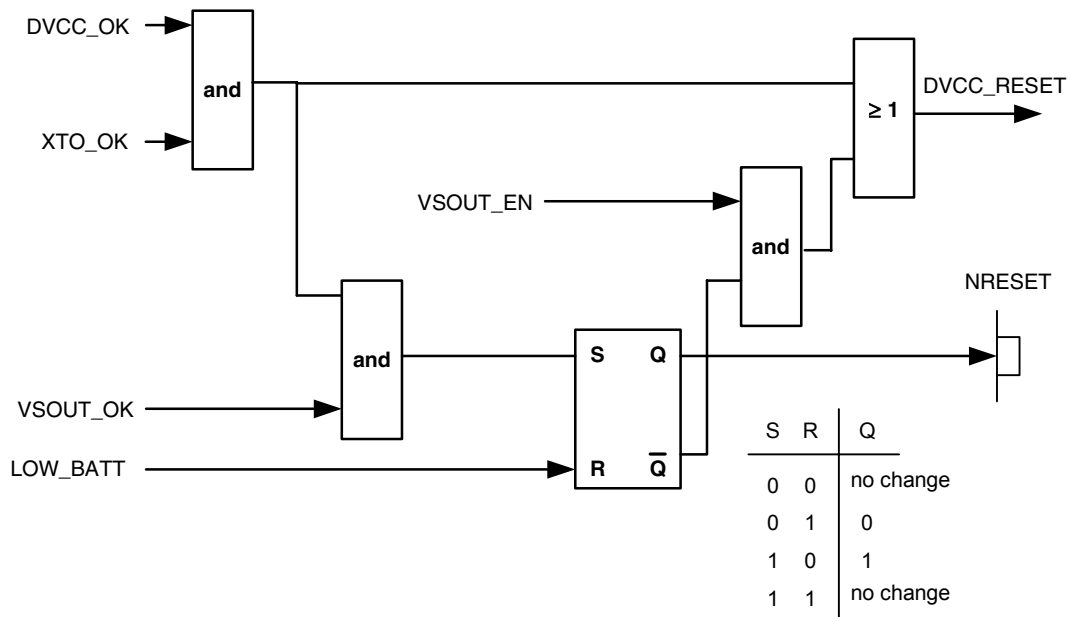 DVCC_OK
and
XTO_OK
≥ 1
DVCC_RESET
VSOUT_EN
and
NRESET
and
S Q
R Q̅
VSOUT_OK
LOW_BATT
S R Q
0 0 no change
0 1 0
1 0 1
1 1 no change